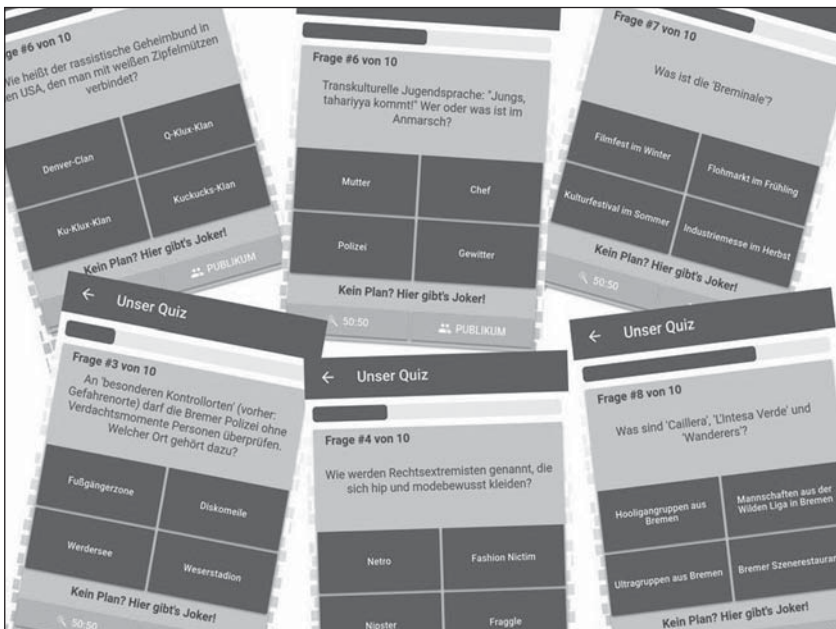 ge #6 von 10
Wie heißt der rassistische Geheimbund in
en USA, den man mit weißen Zipfelmützen
verbindet?
Denver-Clan
Q-Klux-Klan
Ku-Klux-Klan
Kuckucks-Klan
Kein Plan? Hier gibt's Joker!
PUBLIKUM
Frage #6 von 10
Transkulturelle Jugendsprache: "Jungs,
tahariyya kommt!" Wer oder was ist im
Anmarsch?
Mutter
Chef
Polizei
Gewitter
Kein Plan? Hier gibt's Joker!
50:50
PUBLIKUM
Frage #7 von 10
Was ist die 'Breminale'?
Filmfest im Winter
Flohmarkt im Frühling
Kulturfestival im Sommer
Industriemesse im Herbst
Kein Plan? Hier gibt's Joker!
Unser Quiz
Frage #3 von 10
An 'besonderen Kontrollorten' (vorher:
Gefahrenorte) darf die Bremer Polizei ohne
Verdachtsmomente Personen überprüfen.
Welcher Ort gehört dazu?
Fußgängerzone
Diskomeile
Werdersee
Weserstadion
Kein Plan? Hier gibt's Joker!
50:50
Unser Quiz
Frage #4 von 10
Wie werden Rechtsextremisten genannt, die
sich hip und modebewusst kleiden?
Netro
Fashion Nictim
Nipster
Fraggle
Unser Quiz
Frage #8 von 10
Was sind 'Caillera', 'L'Intesa Verde' und
'Wanderers'?
Hooligangruppen aus
Bremen
Mannschaften aus der
Wilden Liga in Bremen
Ultragruppen aus Bremen
Bremer Szenerestauran
Kein Plan? Hier gibt's Joker!